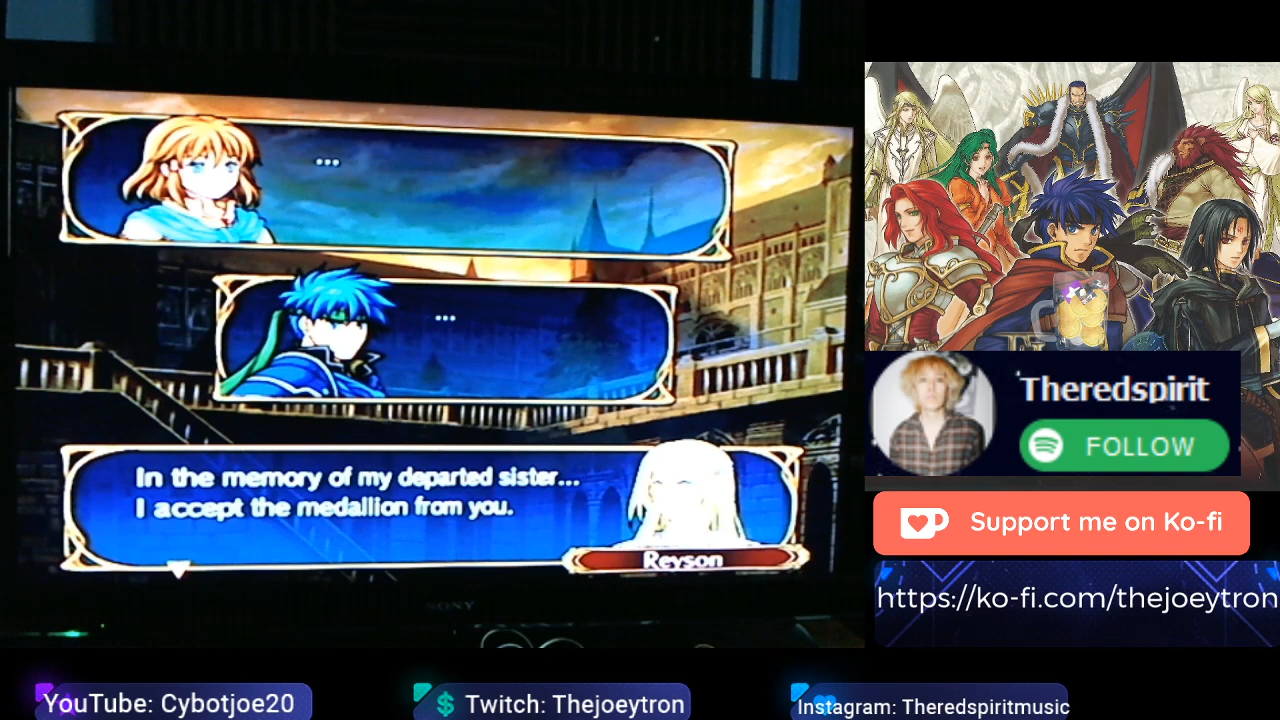 ...
...
In the memory of my departed sister...
I accept the medallion from you.
Reyson
SONY
Theredspirit
FOLLOW
Support me on Ko-fi
https://ko-fi.com/thejoeytron
YouTube: Cybotjoe20
Twitch: Thejoeytron
Instagram: Theredspiritmusic